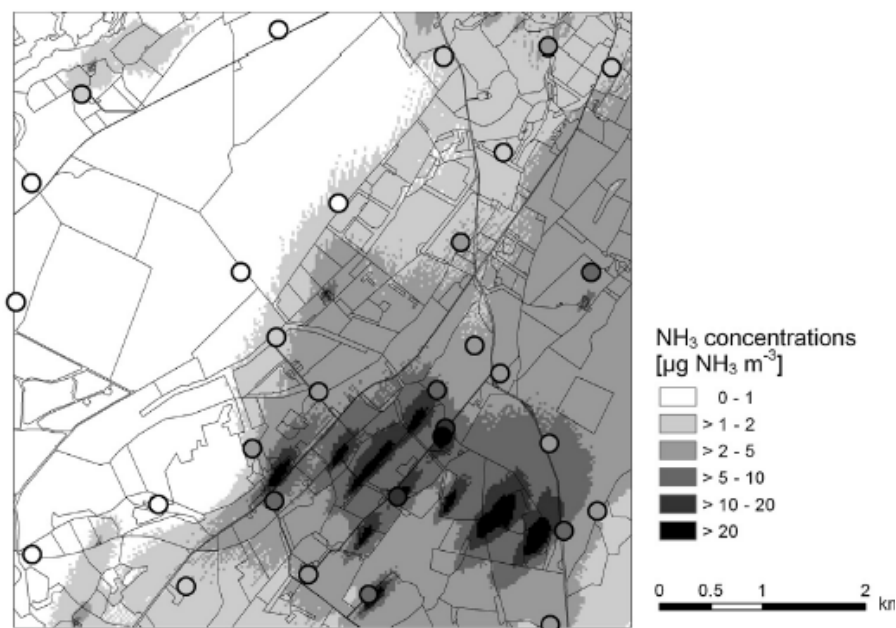 NH₃ concentrations
[µg NH₃ m⁻³]
0 - 1
> 1 - 2
> 2 - 5
> 5 - 10
> 10 - 20
> 20
0 0.5 1 2
km